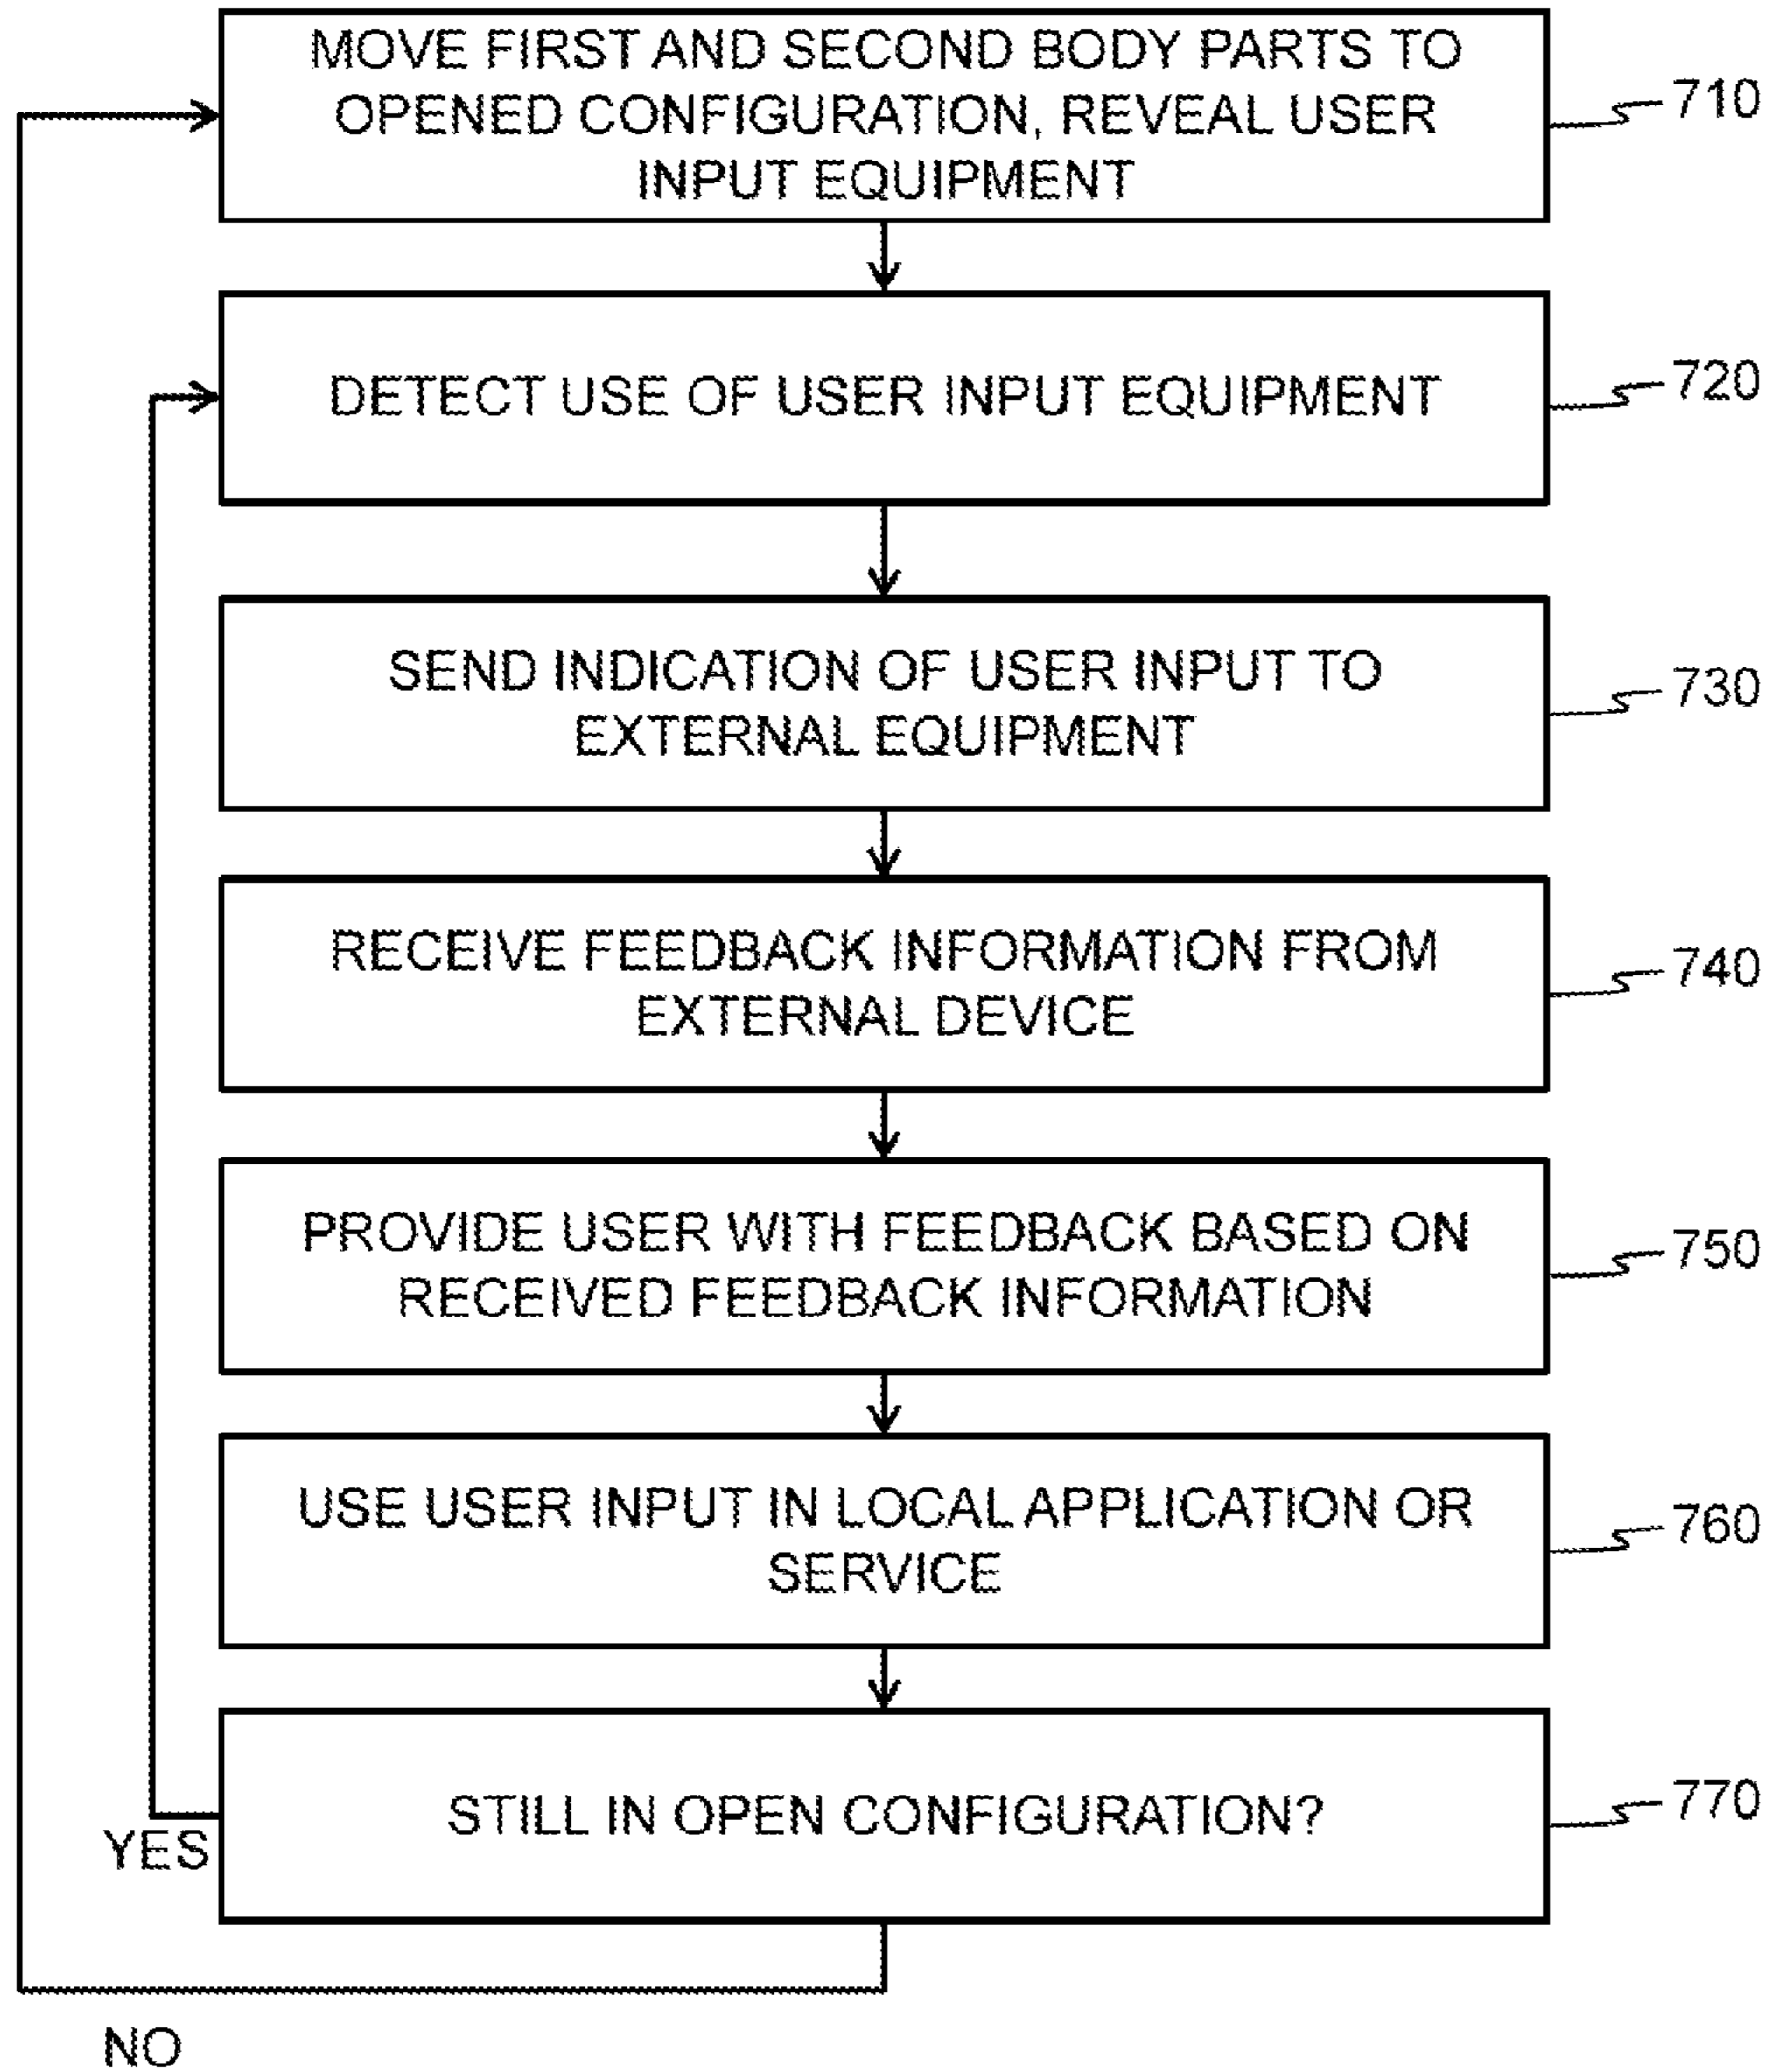 MOVE FIRST AND SECOND BODY PARTS TO
OPENED CONFIGURATION, REVEAL USER
INPUT EQUIPMENT
710
DETECT USE OF USER INPUT EQUIPMENT
720
SEND INDICATION OF USER INPUT TO
EXTERNAL EQUIPMENT
730
RECEIVE FEEDBACK INFORMATION FROM
EXTERNAL DEVICE
740
PROVIDE USER WITH FEEDBACK BASED ON
RECEIVED FEEDBACK INFORMATION
750
USE USER INPUT IN LOCAL APPLICATION OR
SERVICE
760
STILL IN OPEN CONFIGURATION?
770
YES
NO